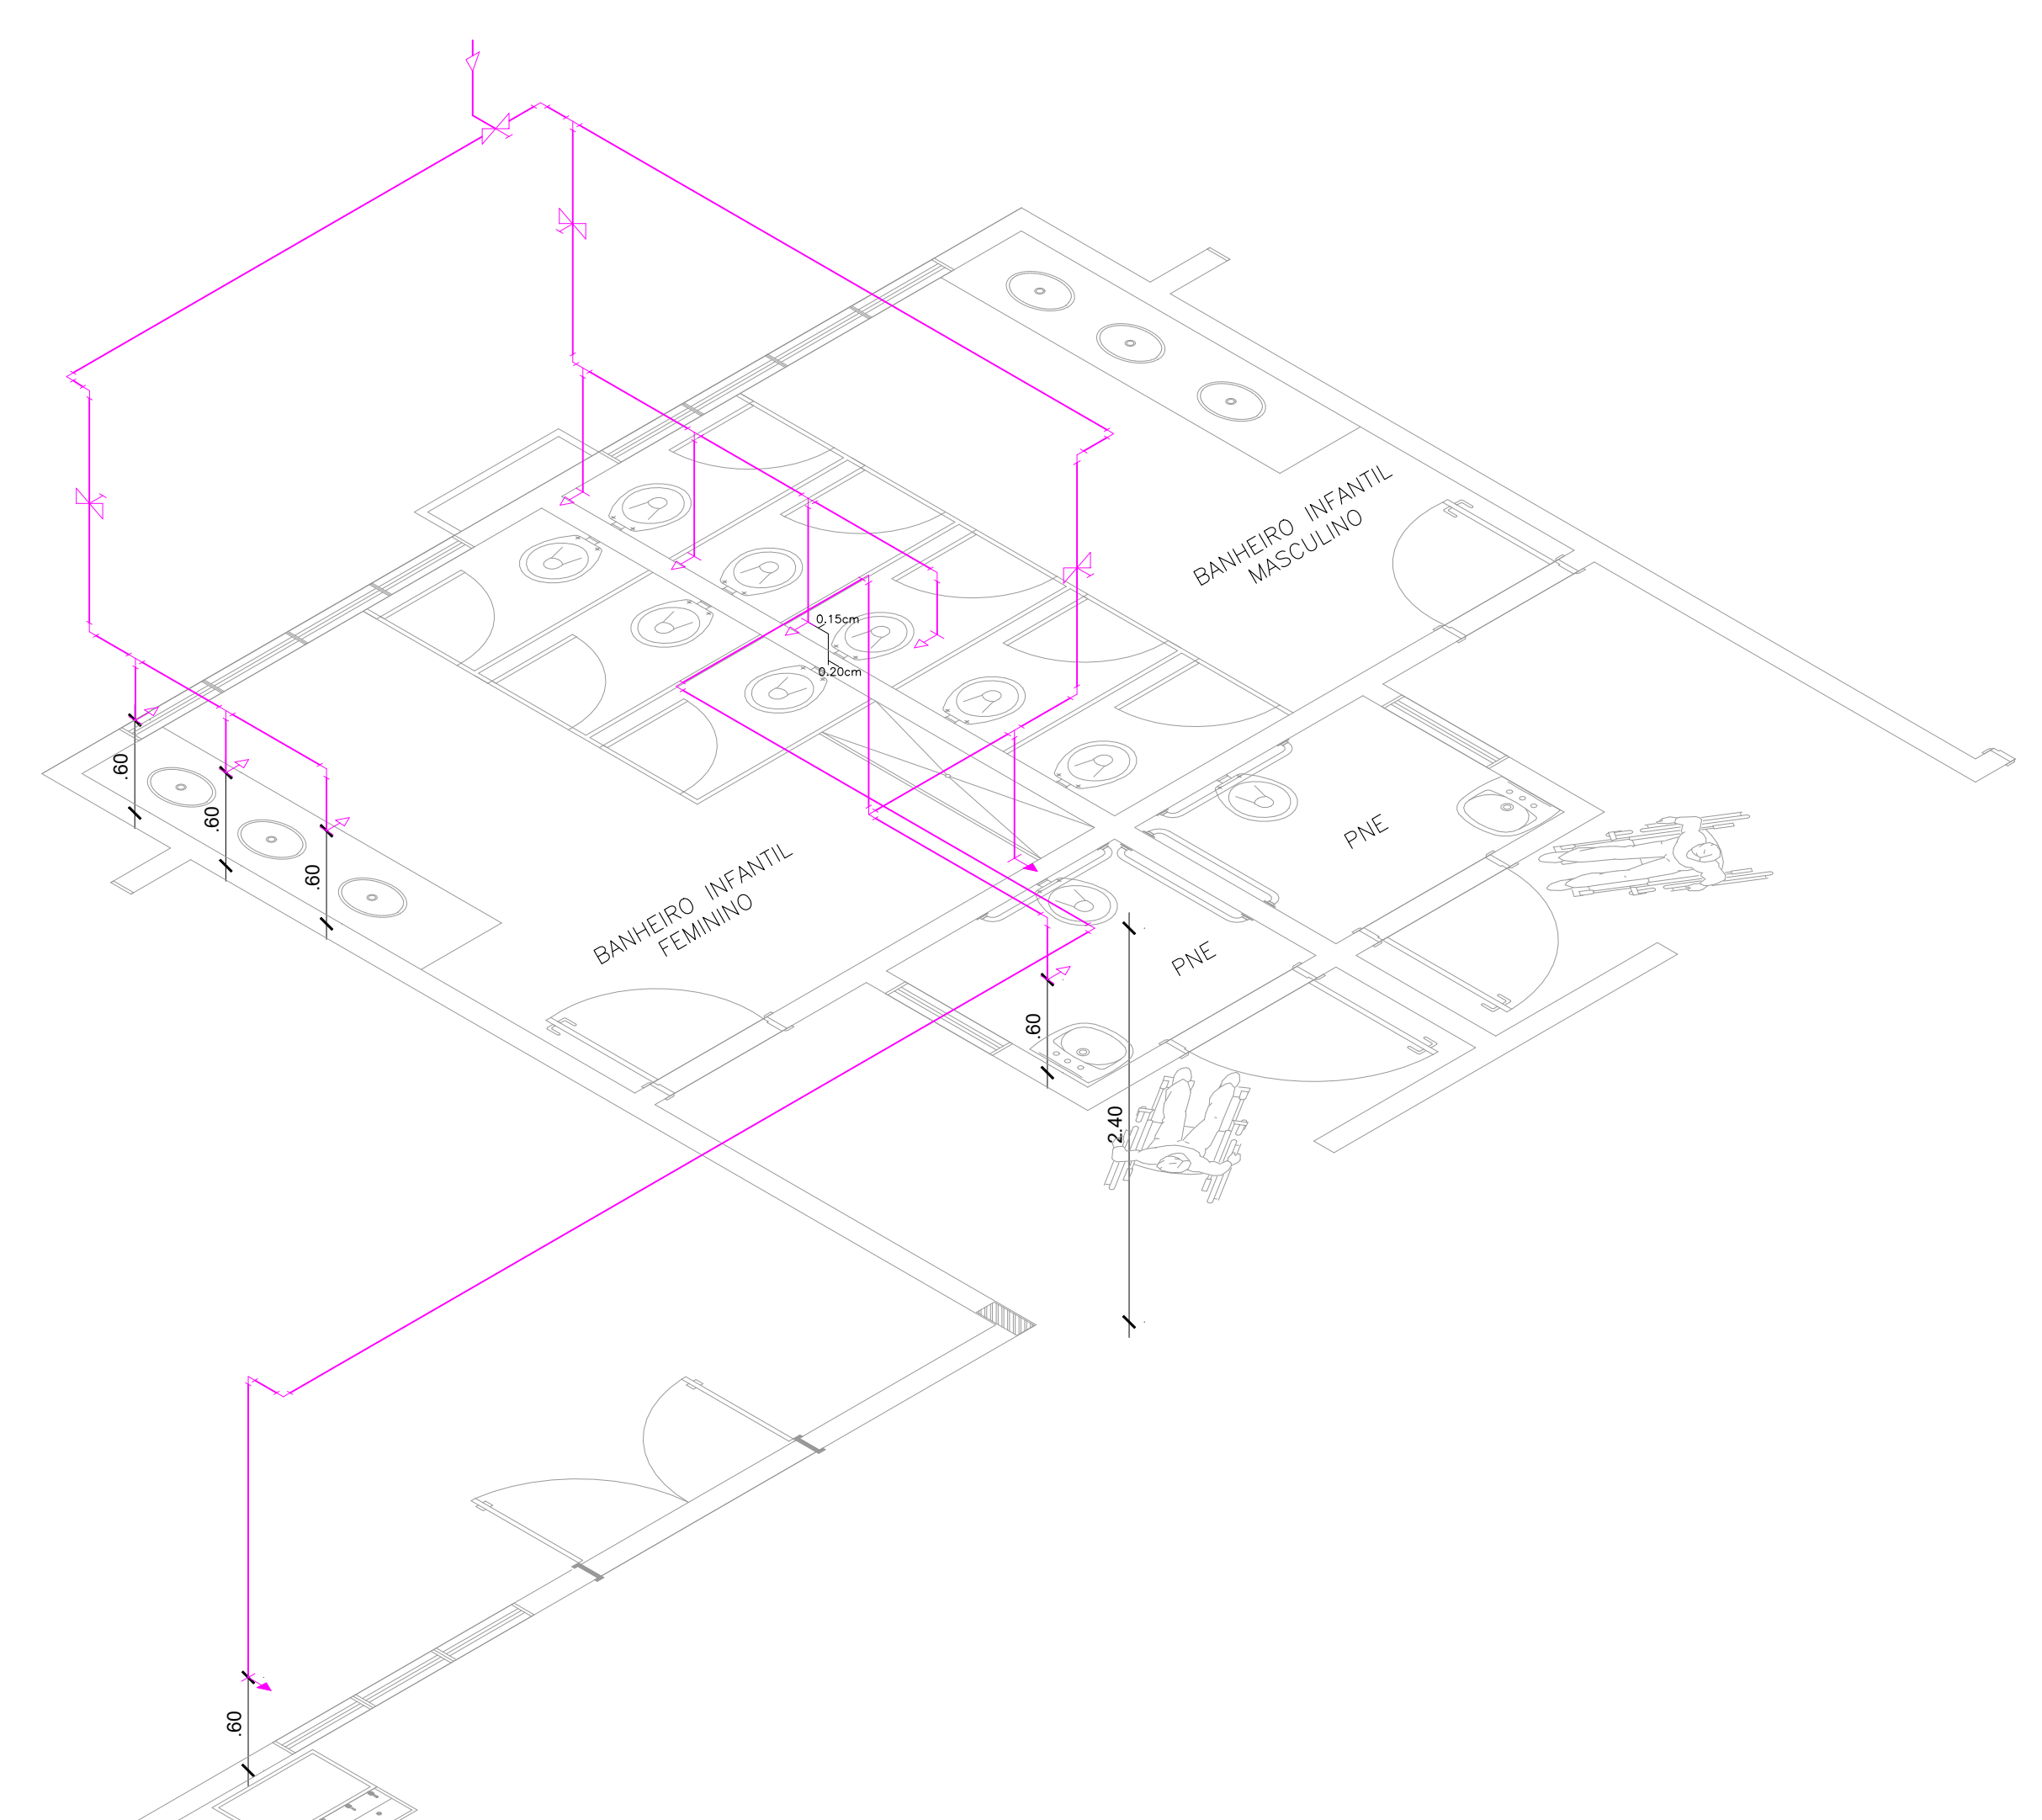 BANHEIRO INFANTIL
MASCULINO
0.15cm
0.20cm
.60
.60
.60
BANHEIRO INFANTIL
FEMININO
PNE
PNE
.60
2.40
.60